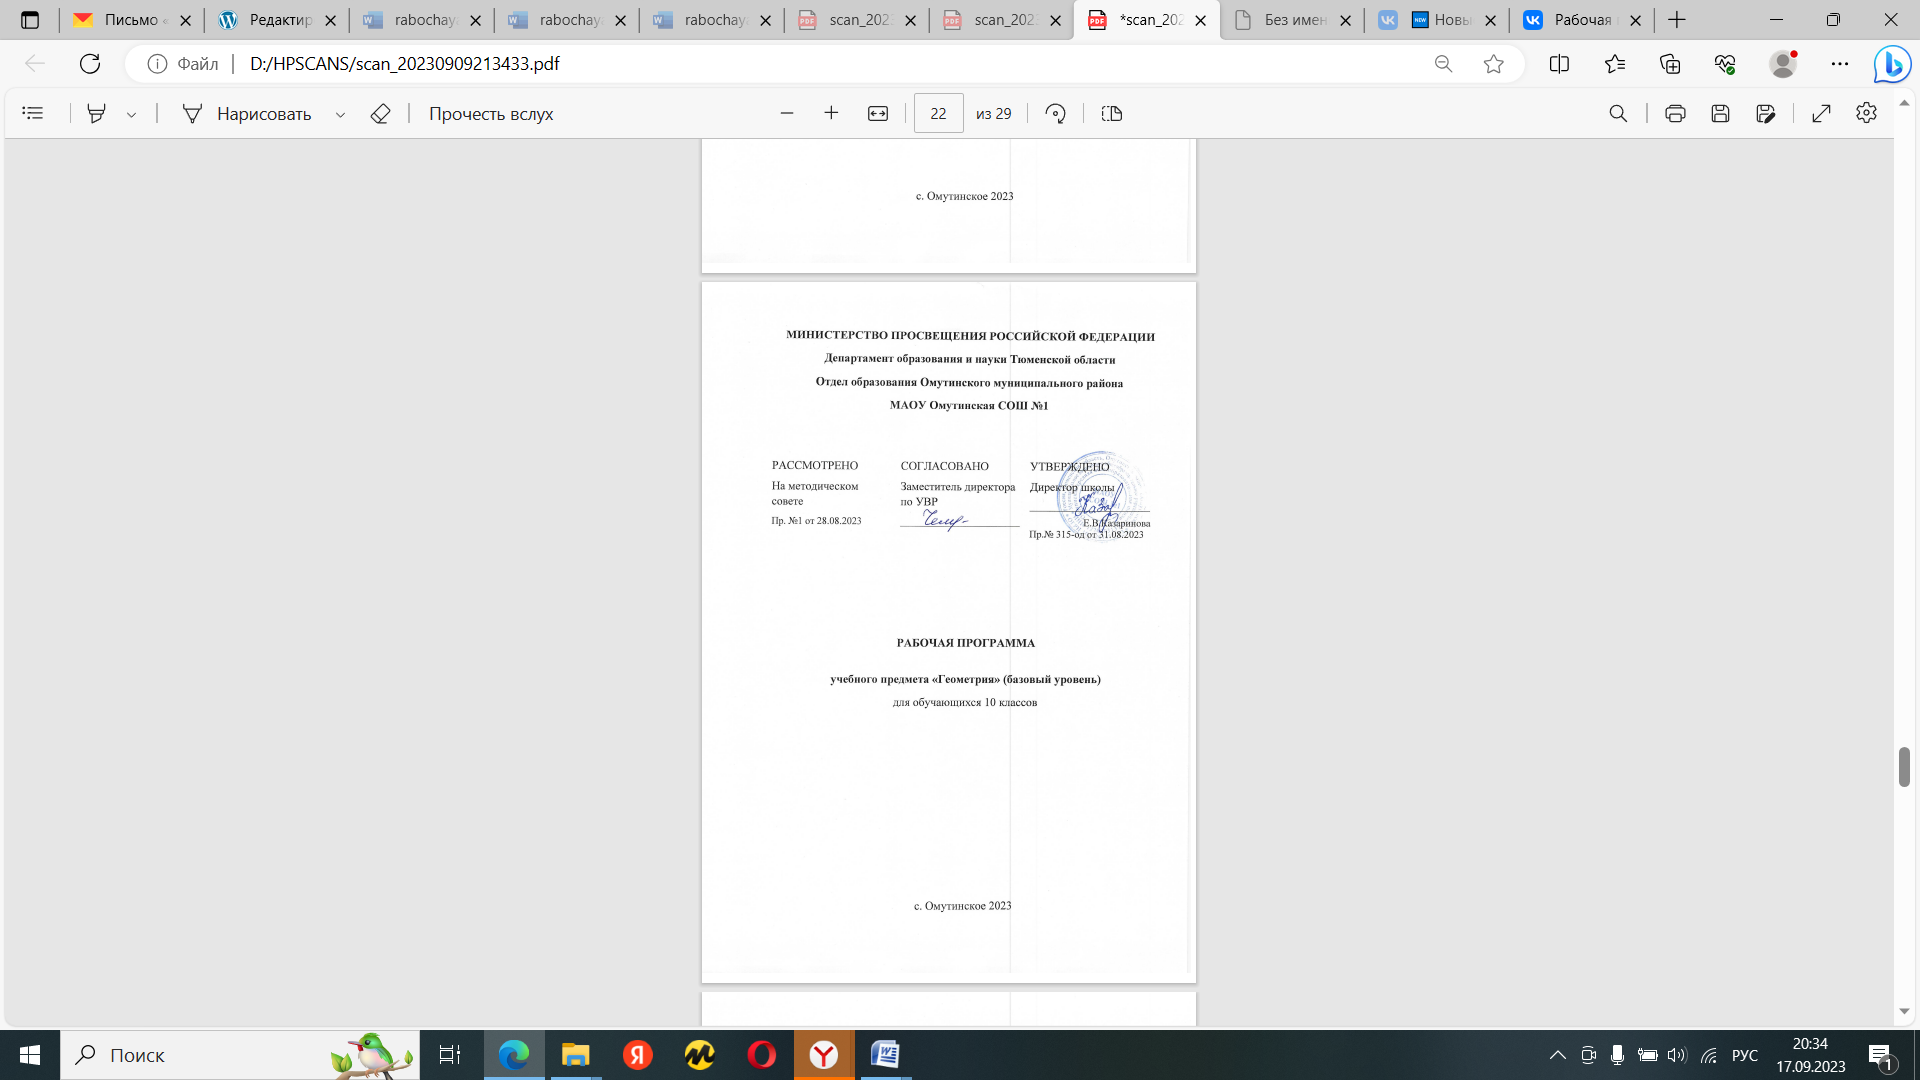 Письмо «
Редактир
rabochay
rabochay
rabochay
scan_202
scan_202
*scan_202
Без имен
Новы
Рабочая
Файл
D:/HPSCANS/scan_20230909213433.pdf
Нарисовать
Прочесть вслух
22
из 29
с. Омутинское 2023
МИНИСТЕРСТВО ПРОСВЕЩЕНИЯ РОССИЙСКОЙ ФЕДЕРАЦИИ
Департамент образования и науки Тюменской области
Отдел образования Омутинского муниципального района
МАОУ Омутинская СОШ №1
РАССМОТРЕНО
На методическом
совете
Пр. №1 от 28.08.2023
СОГЛАСОВАНО
Заместитель директора
по УВР
УТВЕРЖДЕНО
Директор школы
Е.В.Казаринова
Пр.№ 315-од от 31.08.2023
РАБОЧАЯ ПРОГРАММА
учебного предмета «Геометрия» (базовый уровень)
для обучающихся 10 классов
с. Омутинское 2023
Поиск
РУС
20:34
17.09.2023
1